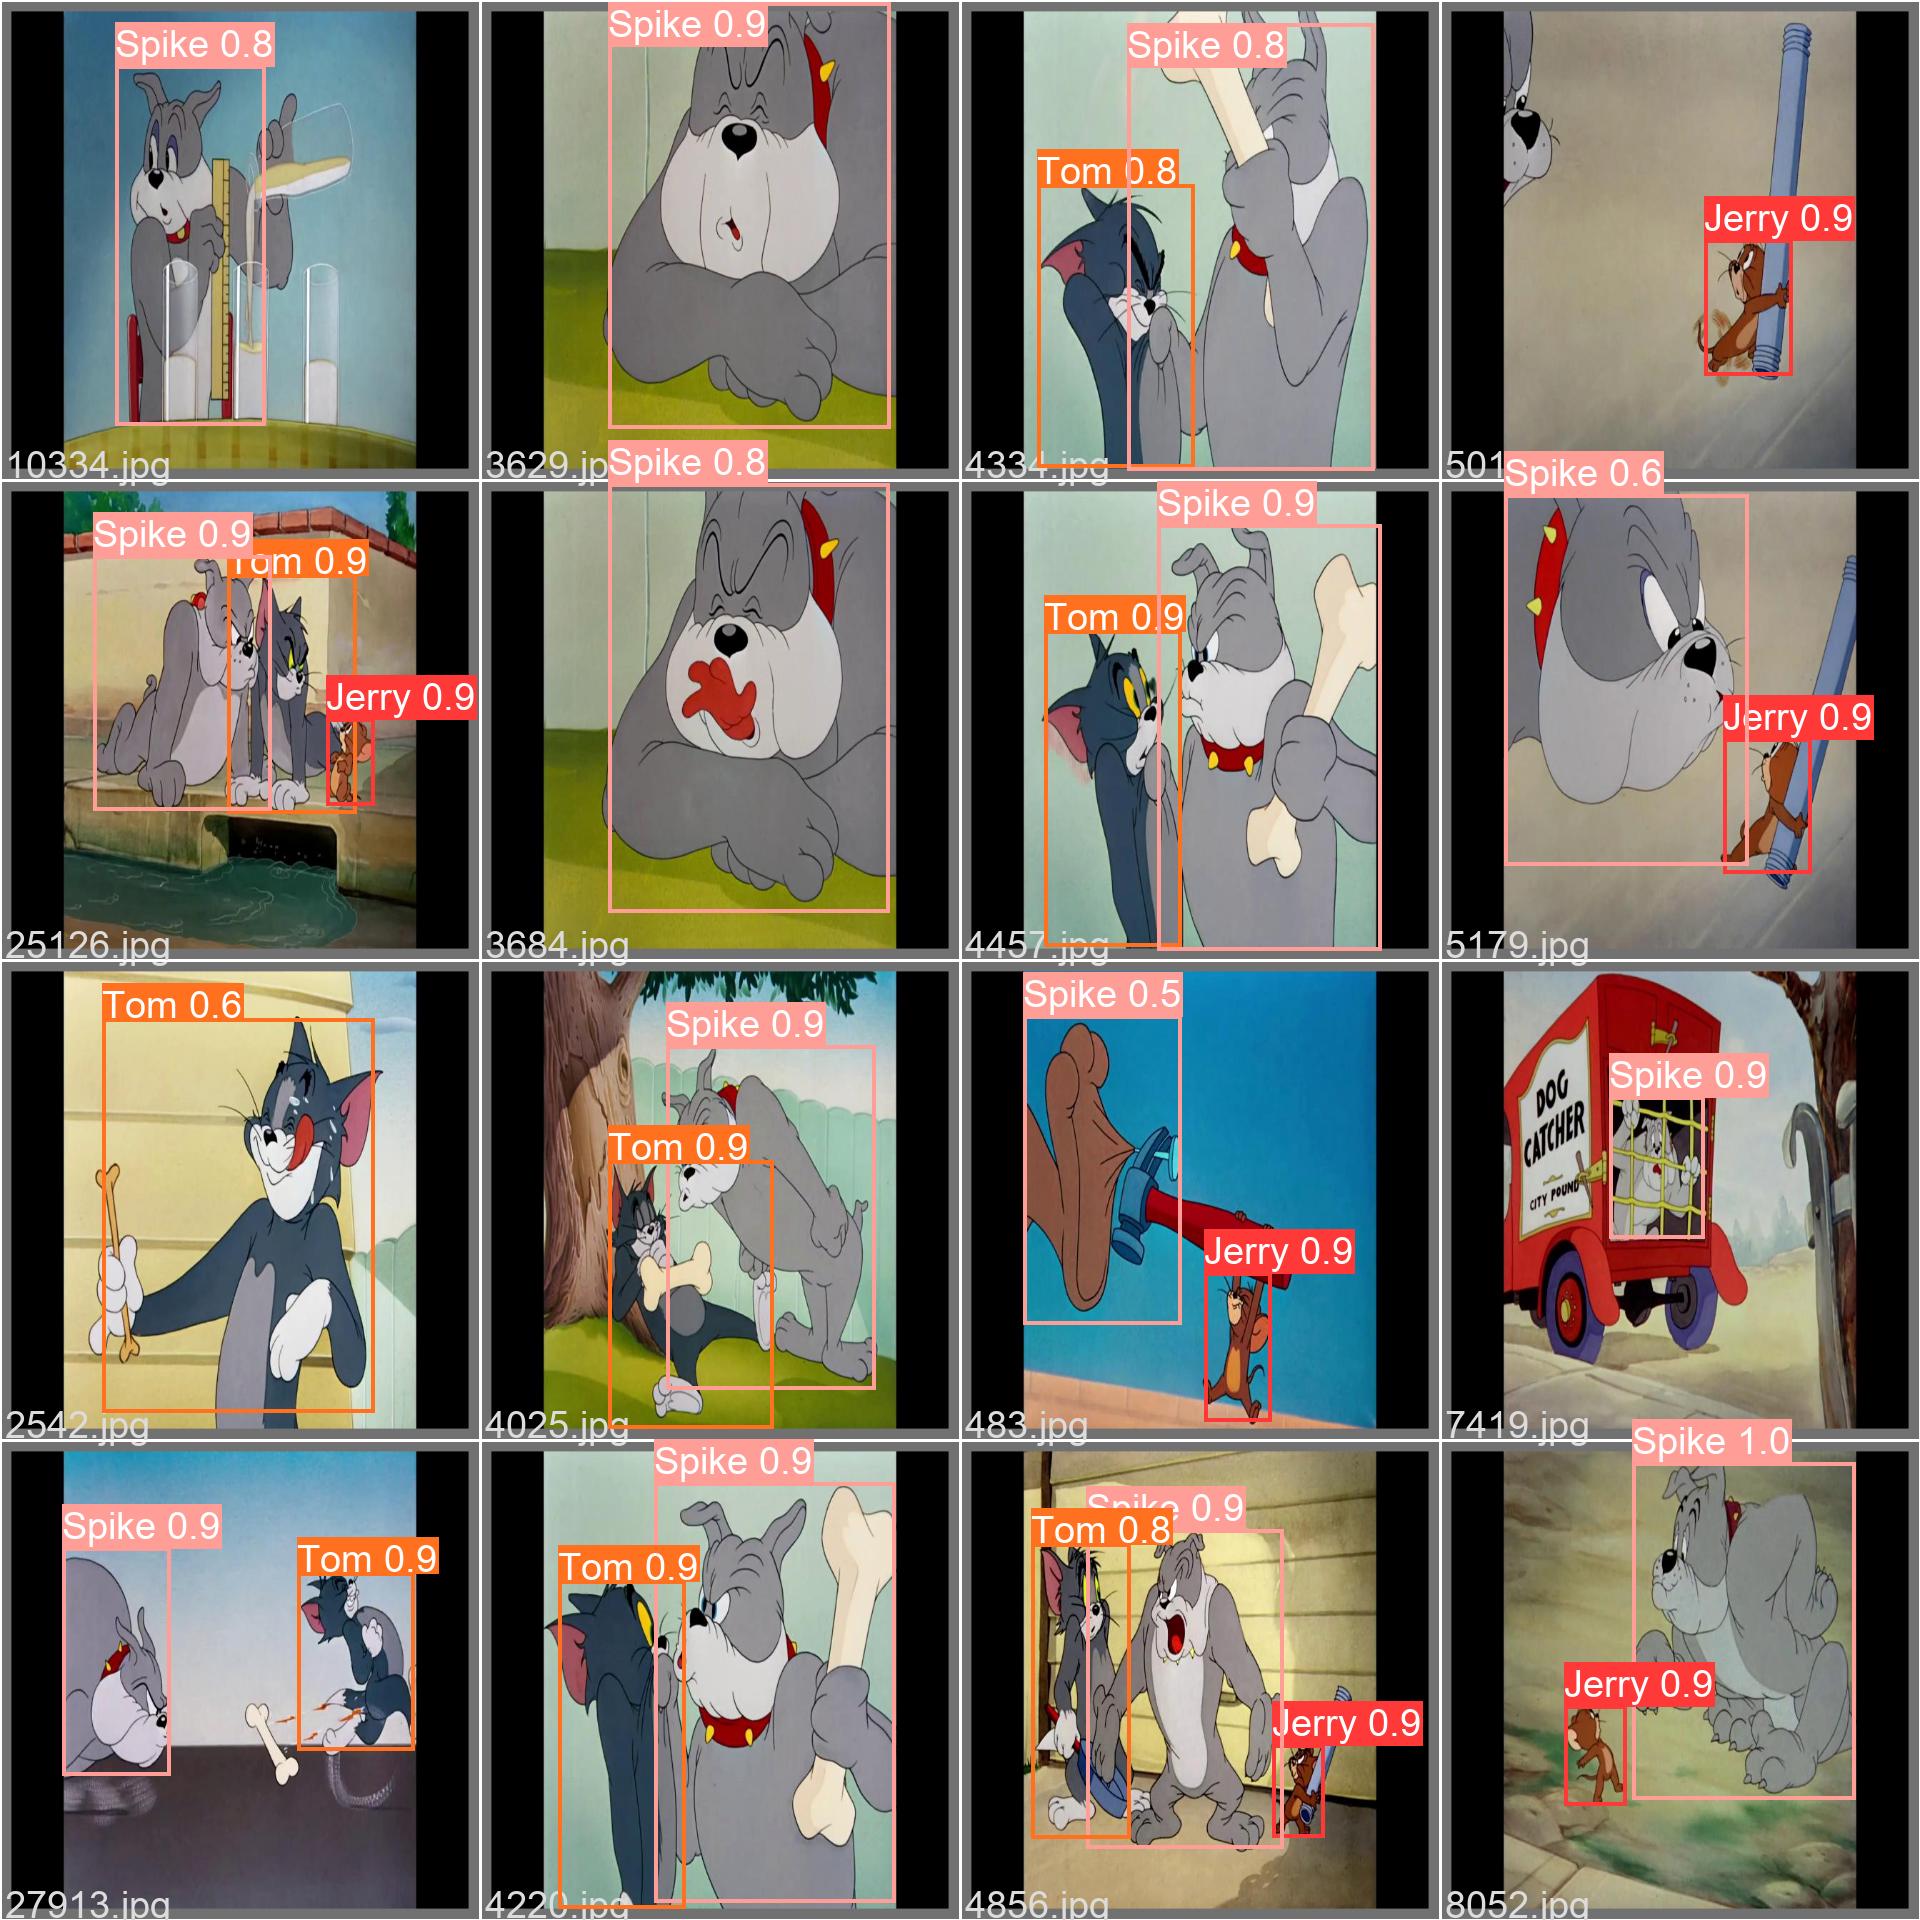 Spike 0.8
10334.jpg
Spike 0.9
3629.jp
Spike 0.8
Tom 0.8
4334.jpg
Jerry 0.9
501
Spike 0.9
Tom 0.9
Jerry 0.9
25126.jpg
Spike 0.8
3684.jpg
Spike 0.9
Tom 0.9
4457.jpg
Spike 0.6
Jerry 0.9
5179.jpg
Tom 0.6
2542.jpg
Spike 0.9
Tom 0.9
4025.jpg
Spike 0.5
Jerry 0.9
483.jpg
Spike 0.9
DOG
CATCHER
CITY POUND
7419.jpg
Spike 0.9
Tom 0.9
27913.jpg
Spike 0.9
Tom 0.9
4220.jpg
Spike 0.9
Tom 0.8
Jerry 0.9
4856.jpg
Spike 1.0
Jerry 0.9
8052.jpg